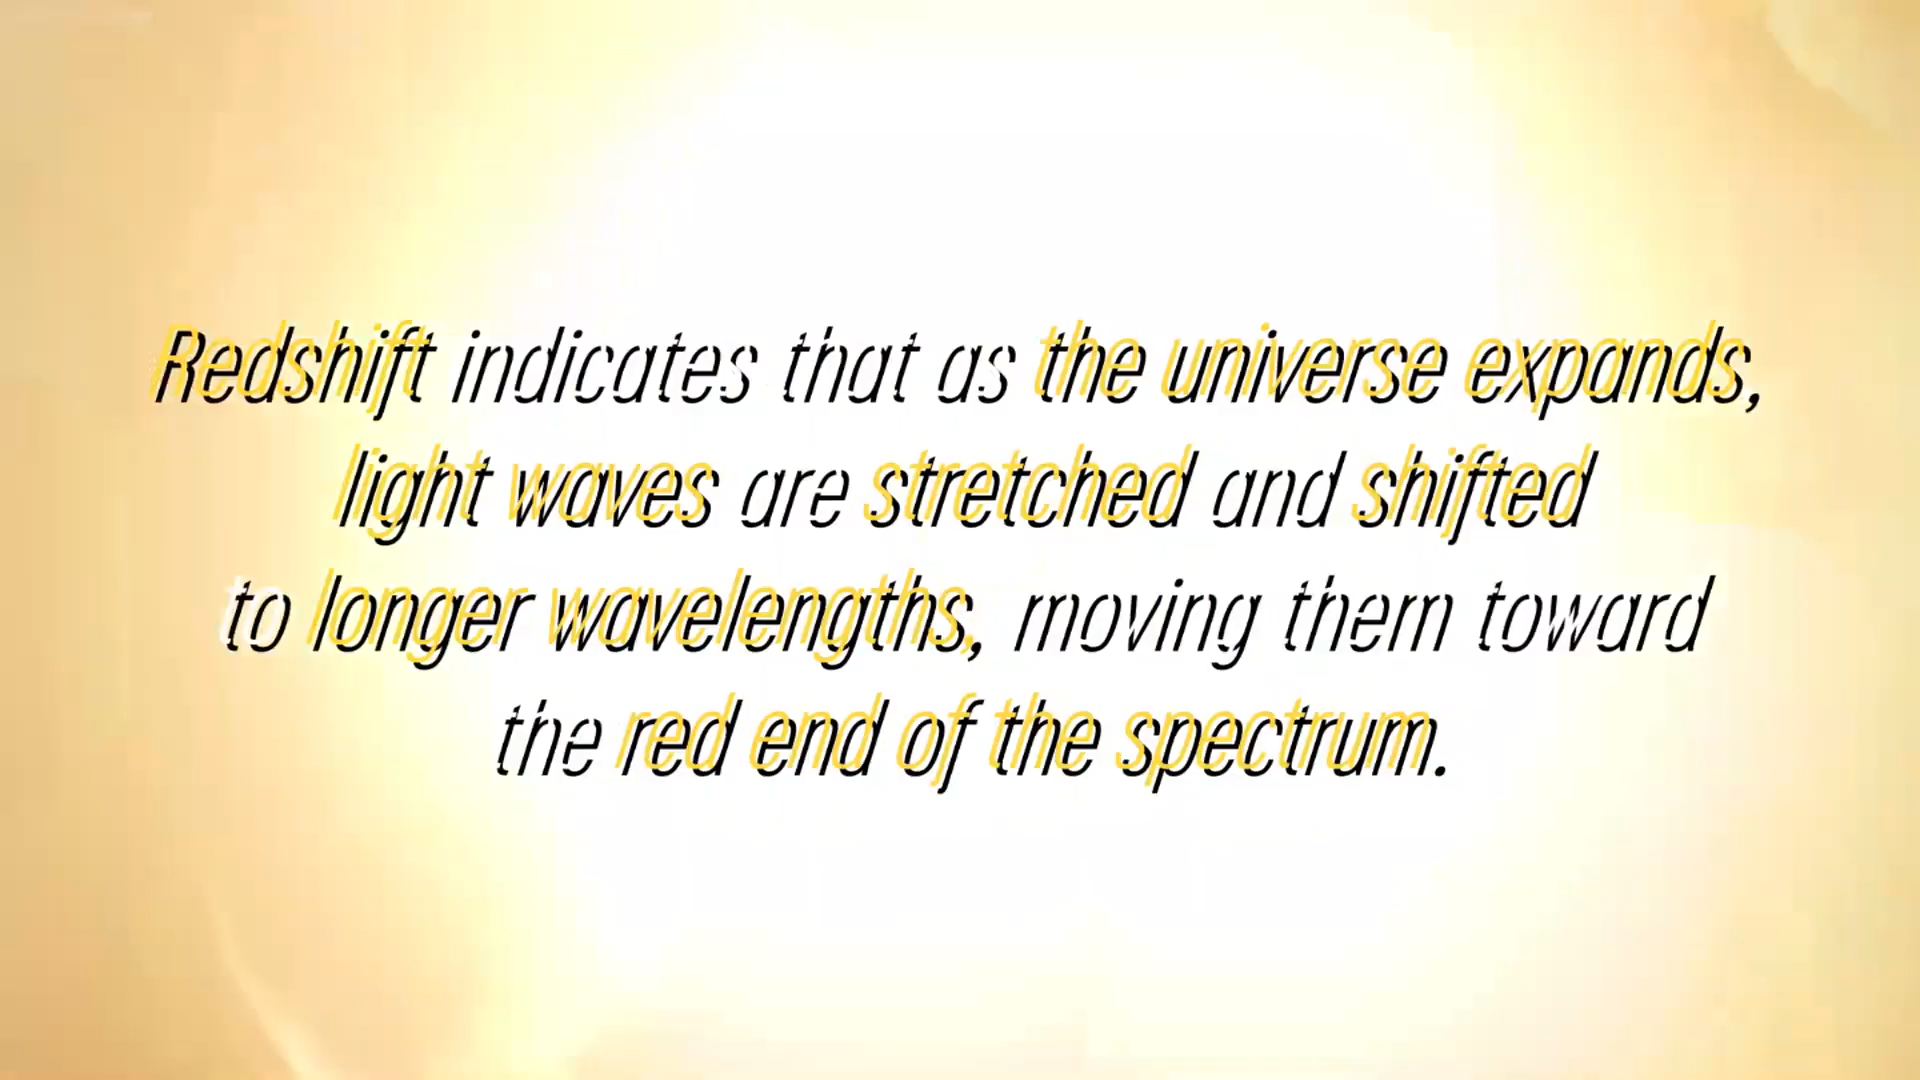 Redshift indicates that as the universe expands,
light waves are stretched and shifted
to longer wavelengths, moving them toward
the red end of the spectrum.